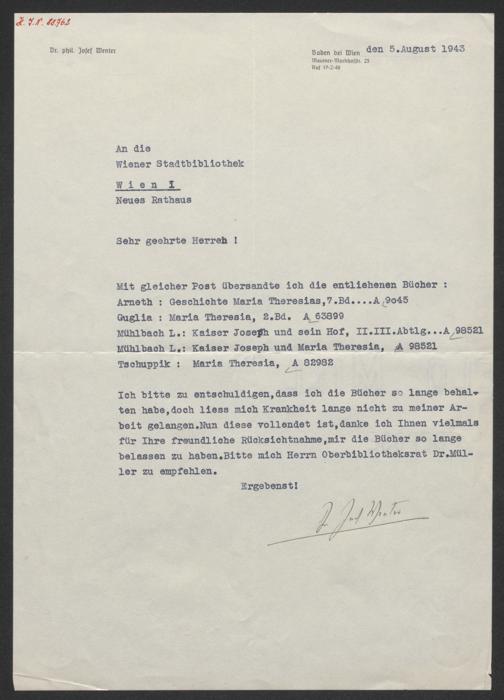 Dr. phil. Josef Wenter
Baden bei Wien den 5.August 1943
Ruf 17-2-48
An die
Wiener Stadtbibliothek
W i e n I
Neues Rathaus
Sehr geehrte Herren !
Mit gleicher Post übersandte ich die entliehenen Bücher :
Arneth : Geschichte Maria Theresias,7.Bd....A 9o45
Guglia : Maria Theresia, 2.Bd. A 63899
Mühlbach L.: Kaiser Joseph und sein Hof, II.III.Abtlg...A 98521
Mühlbach L.: Kaiser Joseph und Maria Theresia, A 98521
Tschuppik : Maria Theresia, A 82982
Ich bitte zu entschuldigen,dass ich die Bücher so lange behal-
ten habe,doch liess mich Krankheit lange nicht zu meiner Ar-
beit gelangen.Nun diese vollendet ist,danke ich Ihnen vielmals
für Ihre freundliche Rücksichtnahme,mir die Bücher so lange
belassen zu haben.Bitte mich Herrn Oberbibliotheksrat Dr.Mül-
ler zu empfehlen.
Ergebenst!
Dr Josef Wenter